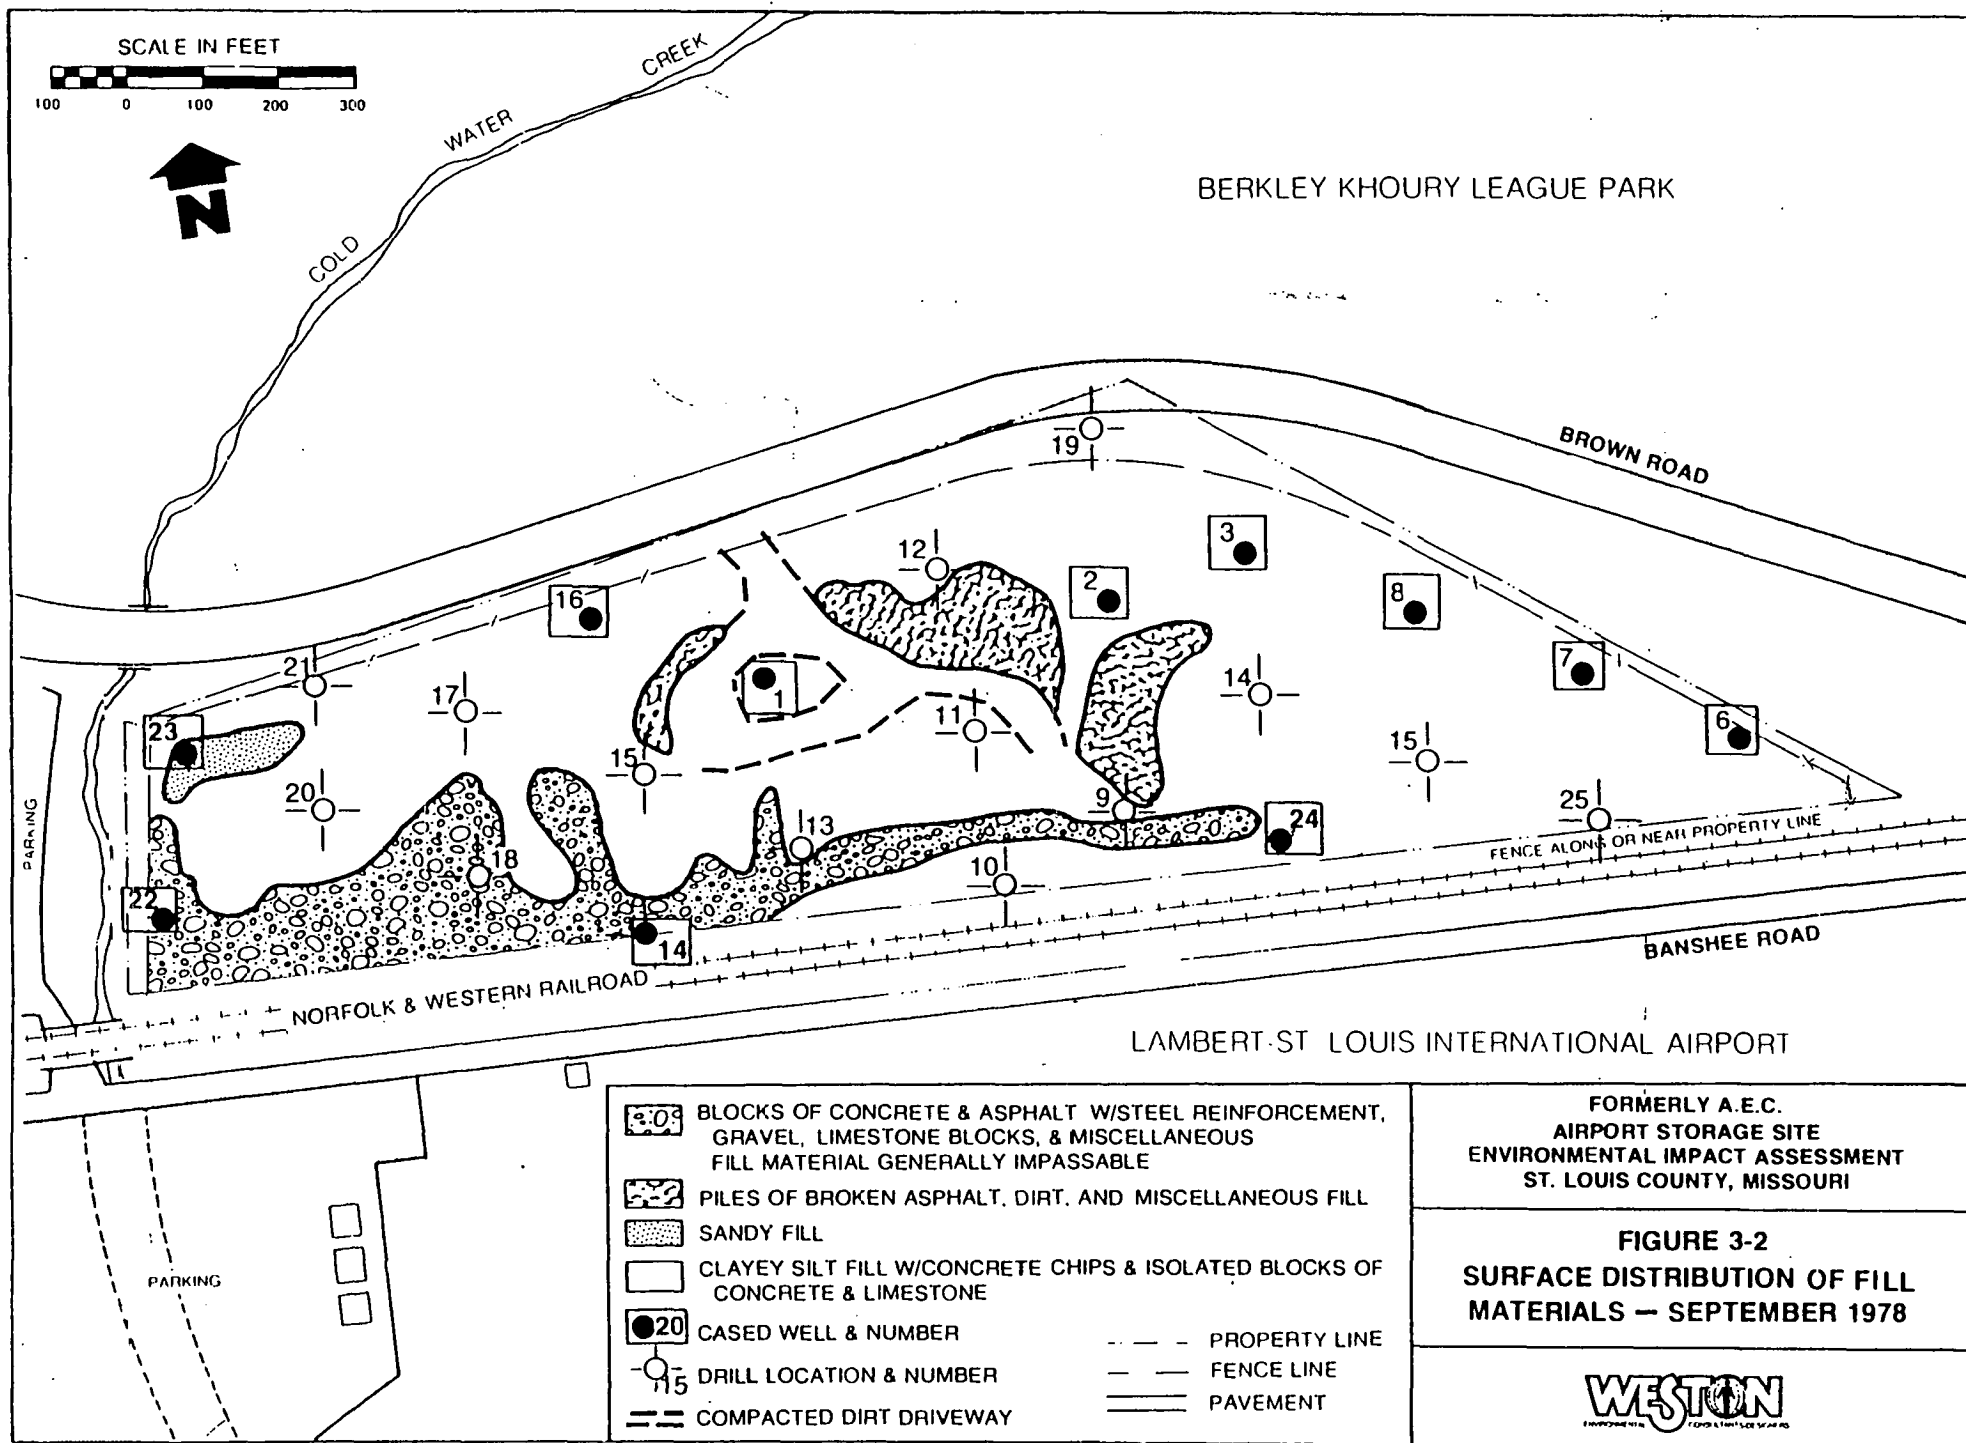 SCALE IN FEET
100 0 100 200 300
N
COLD WATER CREEK
BERKLEY KHOURY LEAGUE PARK
BROWN ROAD
19
12
3
2
8
16
7
21
17
1
14
11
6
23
15
15
20
9
25
13
24
18
10
FENCE ALONG OR NEAR PROPERTY LINE
PARKING
22
14
NORFOLK & WESTERN RAILROAD
BANSHEE ROAD
LAMBERT-ST LOUIS INTERNATIONAL AIRPORT
PARKING
BLOCKS OF CONCRETE & ASPHALT W/STEEL REINFORCEMENT,
GRAVEL, LIMESTONE BLOCKS, & MISCELLANEOUS
FILL MATERIAL GENERALLY IMPASSABLE
PILES OF BROKEN ASPHALT, DIRT, AND MISCELLANEOUS FILL
SANDY FILL
CLAYEY SILT FILL W/CONCRETE CHIPS & ISOLATED BLOCKS OF
CONCRETE & LIMESTONE
20 CASED WELL & NUMBER
15 DRILL LOCATION & NUMBER
COMPACTED DIRT DRIVEWAY
PROPERTY LINE
FENCE LINE
PAVEMENT
FORMERLY A.E.C.
AIRPORT STORAGE SITE
ENVIRONMENTAL IMPACT ASSESSMENT
ST. LOUIS COUNTY, MISSOURI
FIGURE 3-2
SURFACE DISTRIBUTION OF FILL
MATERIALS — SEPTEMBER 1978
WESTON